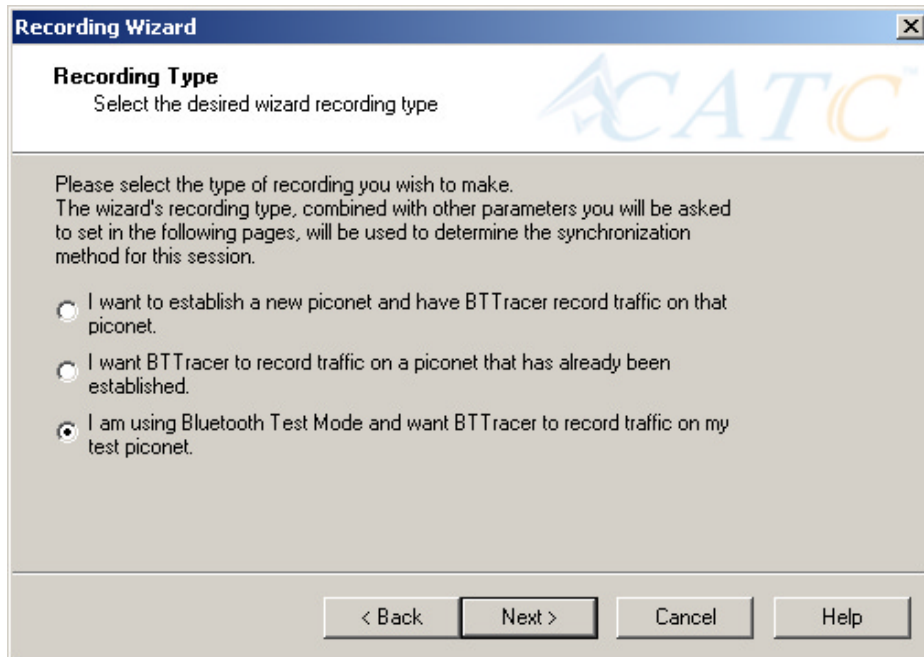 Recording Wizard
Recording Type
Select the desired wizard recording type
CATC
Please select the type of recording you wish to make.
The wizard's recording type, combined with other parameters you will be asked
to set in the following pages, will be used to determine the synchronization
method for this session.
I want to establish a new piconet and have BTTracer record traffic on that
piconet.
I want BTTracer to record traffic on a piconet that has already been
established.
I am using Bluetooth Test Mode and want BTTracer to record traffic on my
test piconet.
< Back
Next >
Cancel
Help